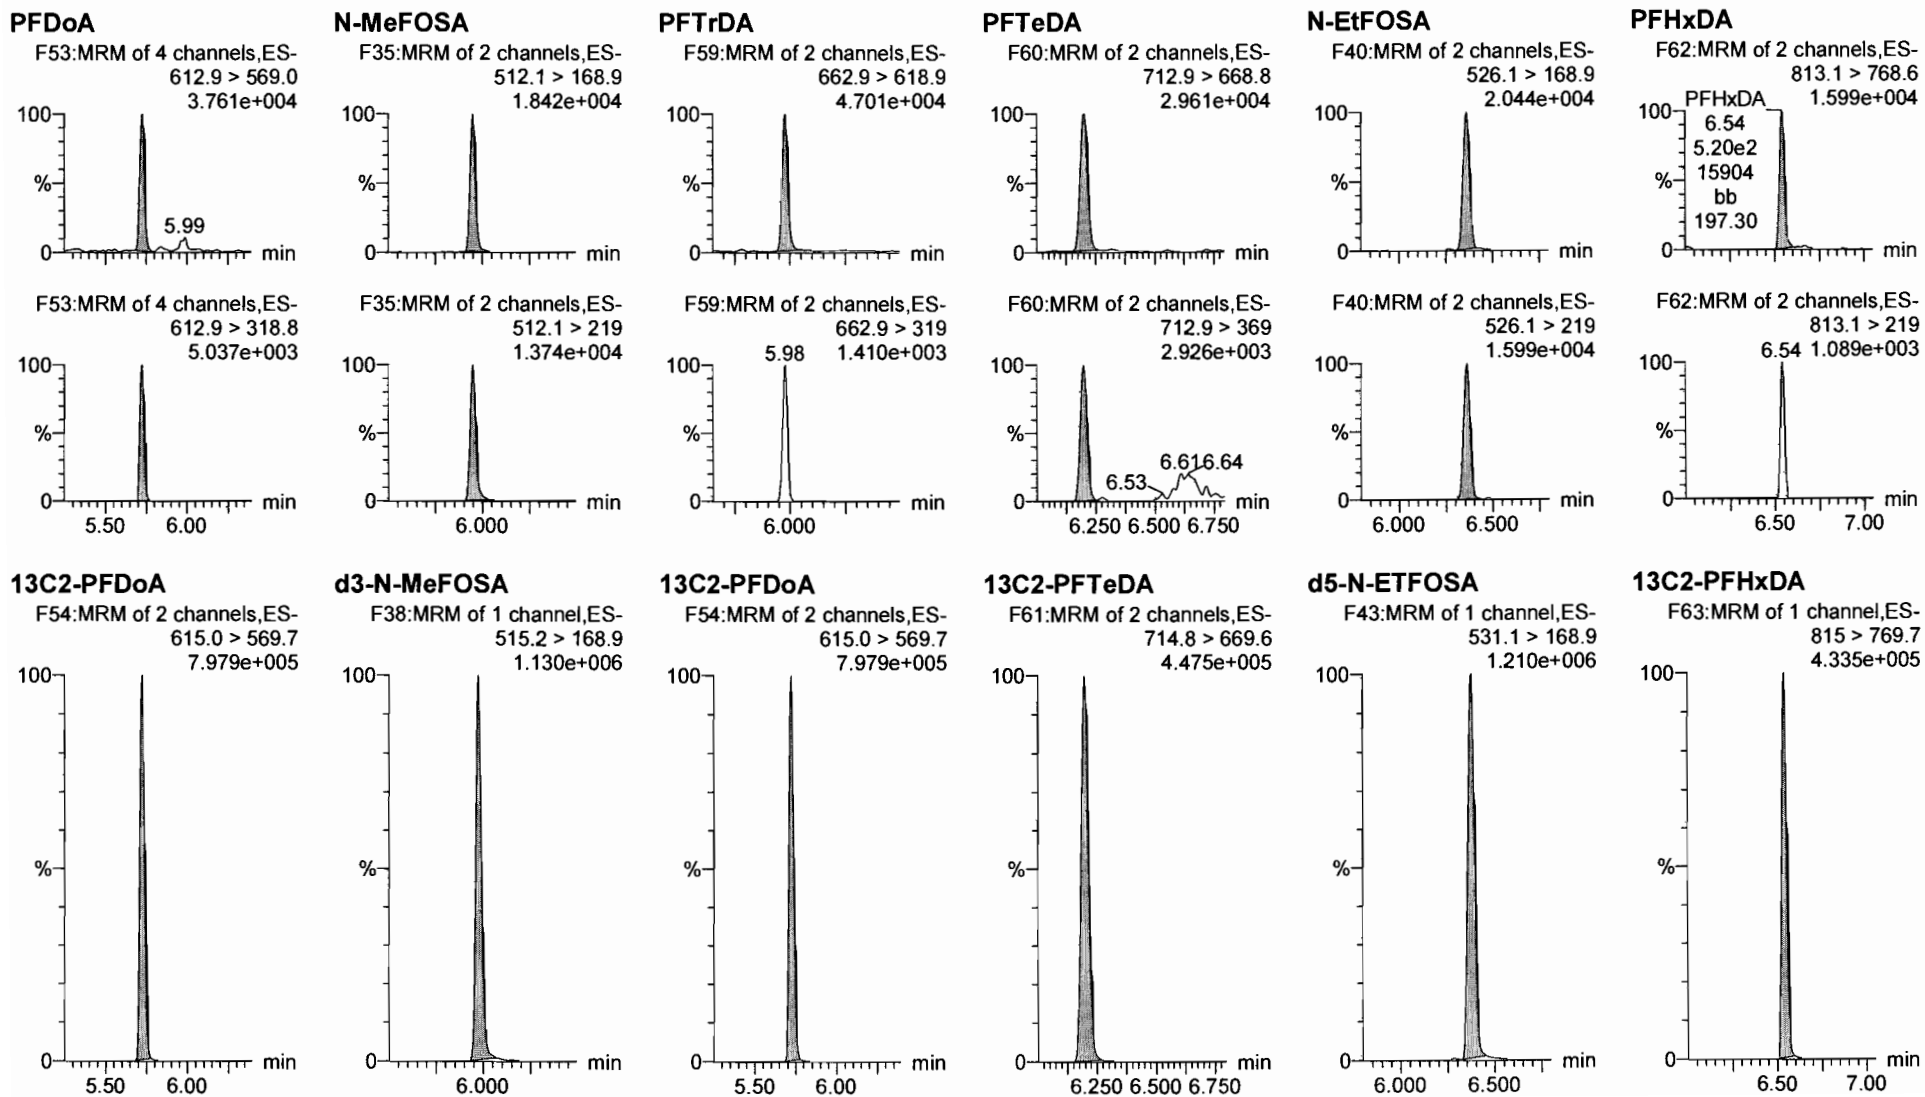 PFDoA
F53:MRM of 4 channels,ES-
612.9 > 569.0
3.761e+004
100
%
5.99
0
min
F53:MRM of 4 channels,ES-
612.9 > 318.8
5.037e+003
100
%
0
min
5.50 6.00
N-MeFOSA
F35:MRM of 2 channels,ES-
512.1 > 168.9
1.842e+004
100
%
0
min
F35:MRM of 2 channels,ES-
512.1 > 219
1.374e+004
100
%
0
min
6.000
PFTrDA
F59:MRM of 2 channels,ES-
662.9 > 618.9
4.701e+004
100
%
0
min
F59:MRM of 2 channels,ES-
662.9 > 319
5.98 1.410e+003
100
%
0
min
6.000
PFTeDA
F60:MRM of 2 channels,ES-
712.9 > 668.8
2.961e+004
100
%
0
min
F60:MRM of 2 channels,ES-
712.9 > 369
2.926e+003
100
%
6.53 6.61 6.64
0
min
6.250 6.500 6.750
N-EtFOSA
F40:MRM of 2 channels,ES-
526.1 > 168.9
2.044e+004
100
%
0
min
F40:MRM of 2 channels,ES-
526.1 > 219
1.599e+004
100
%
0
min
6.000 6.500
PFHxDA
F62:MRM of 2 channels,ES-
813.1 > 768.6
1.599e+004
100
PFHxDA
6.54
5.20e2
15904
bb
197.30
%
0
min
F62:MRM of 2 channels,ES-
813.1 > 219
6.54 1.089e+003
100
%
0
min
6.50 7.00
13C2-PFDoA
F54:MRM of 2 channels,ES-
615.0 > 569.7
7.979e+005
100
%
0
min
5.50 6.00
d3-N-MeFOSA
F38:MRM of 1 channel,ES-
515.2 > 168.9
1.130e+006
100
%
0
min
6.000
13C2-PFDoA
F54:MRM of 2 channels,ES-
615.0 > 569.7
7.979e+005
100
%
0
min
5.50 6.00
13C2-PFTeDA
F61:MRM of 2 channels,ES-
714.8 > 669.6
4.475e+005
100
%
0
min
6.250 6.500 6.750
d5-N-ETFOSA
F43:MRM of 1 channel,ES-
531.1 > 168.9
1.210e+006
100
%
0
min
6.000 6.500
13C2-PFHxDA
F63:MRM of 1 channel,ES-
815 > 769.7
4.335e+005
100
%
0
min
6.50 7.00